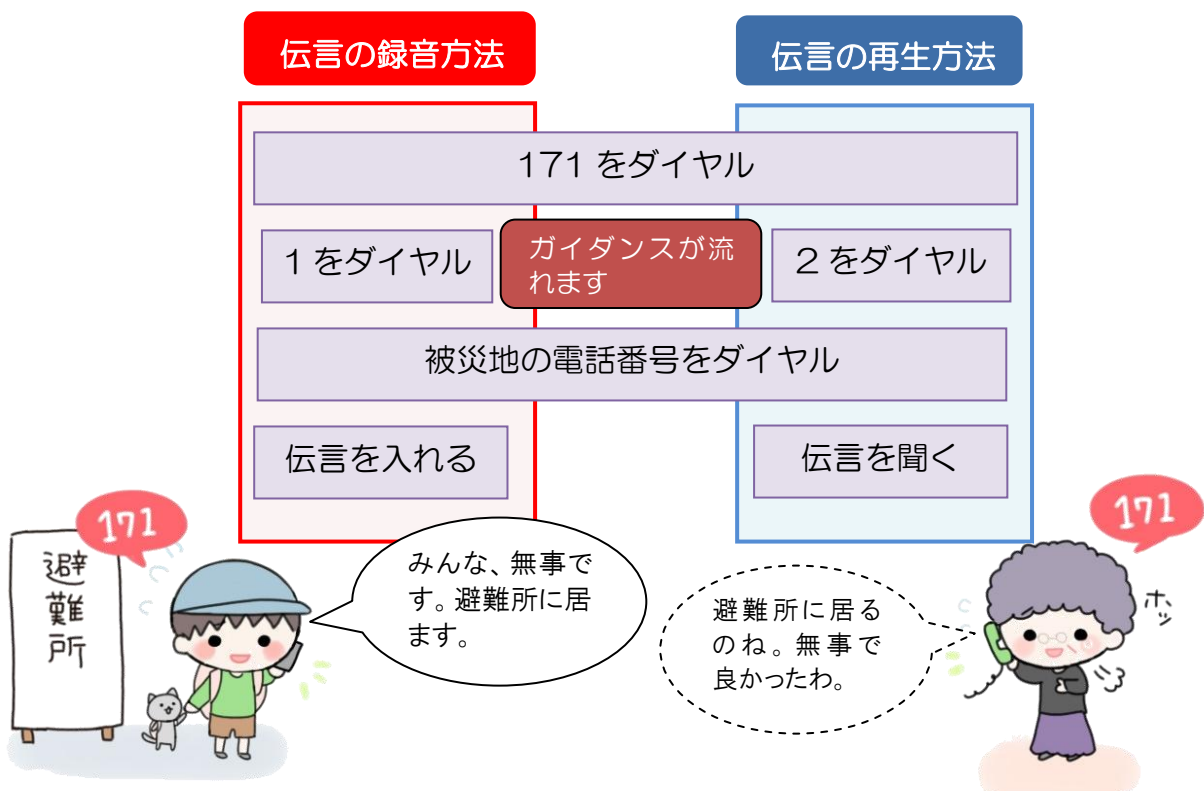 伝言の録音方法
伝言の再生方法
171 をダイヤル
1 をダイヤル
ガイダンスが流
れます
2 をダイヤル
被災地の電話番号をダイヤル
伝言を入れる
伝言を聞く
171
避難所
みんな、無事で
す。避難所に居
ます。
避難所に居る
のね。無事で
良かったわ。
171
ホッ